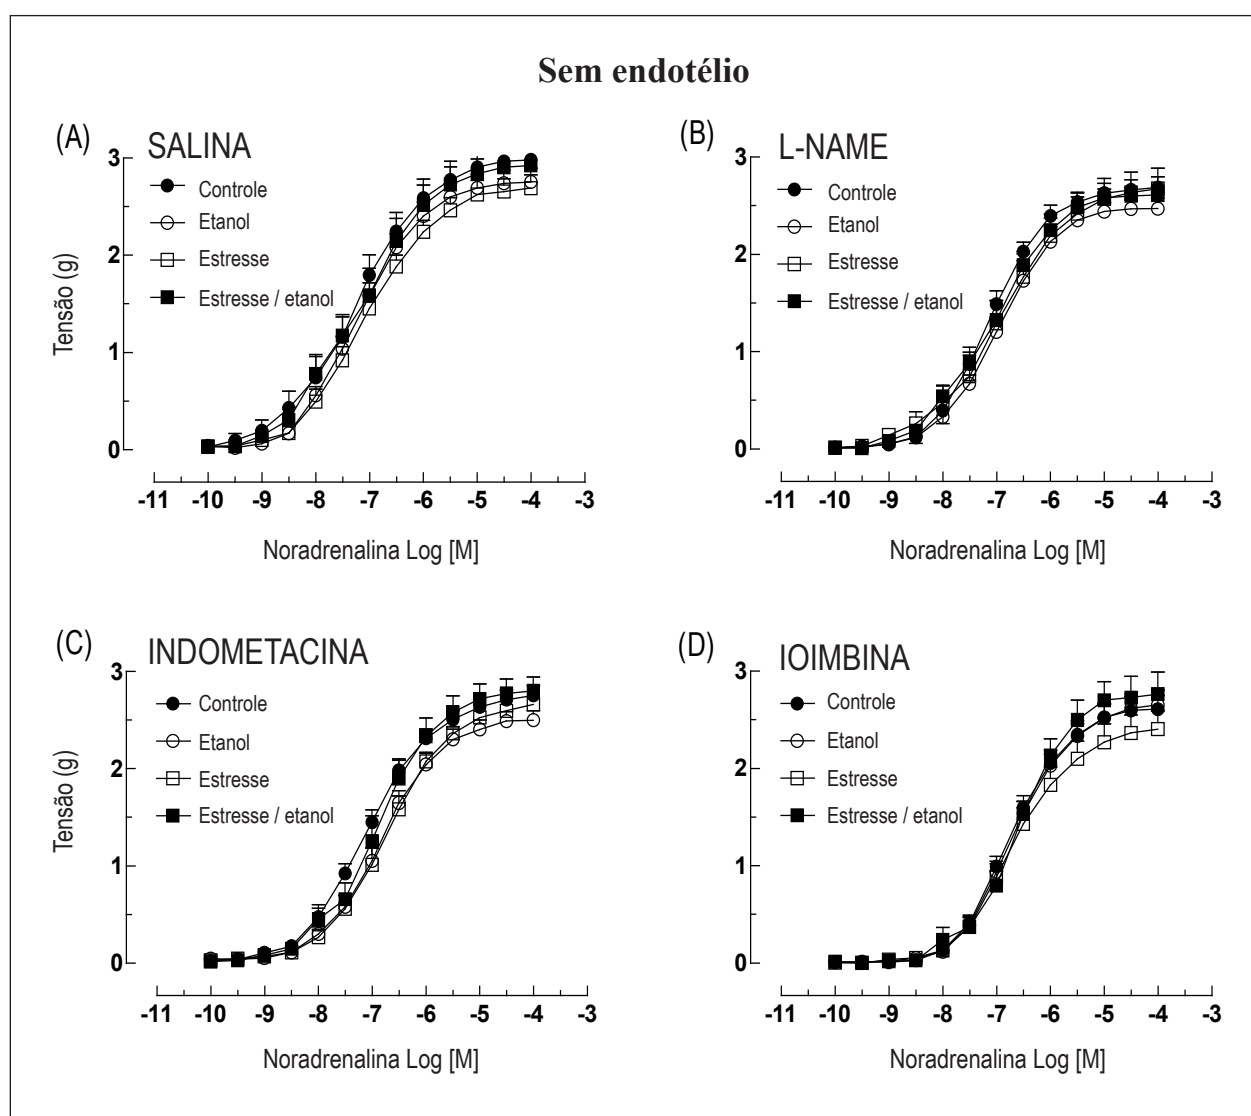 Sem endotélio
(A) SALINA
Controle
Etanol
Estresse
Estresse / etanol
Tensão (g)
3
2
1
0
-11 -10 -9 -8 -7 -6 -5 -4 -3
Noradrenalina Log [M]
(B) L-NAME
Controle
Etanol
Estresse
Estresse / etanol
3
2
1
0
-11 -10 -9 -8 -7 -6 -5 -4 -3
Noradrenalina Log [M]
(C) INDOMETACINA
Controle
Etanol
Estresse
Estresse / etanol
Tensão (g)
3
2
1
0
-11 -10 -9 -8 -7 -6 -5 -4 -3
Noradrenalina Log [M]
(D) IOIMBINA
Controle
Etanol
Estresse
Estresse / etanol
3
2
1
0
-11 -10 -9 -8 -7 -6 -5 -4 -3
Noradrenalina Log [M]